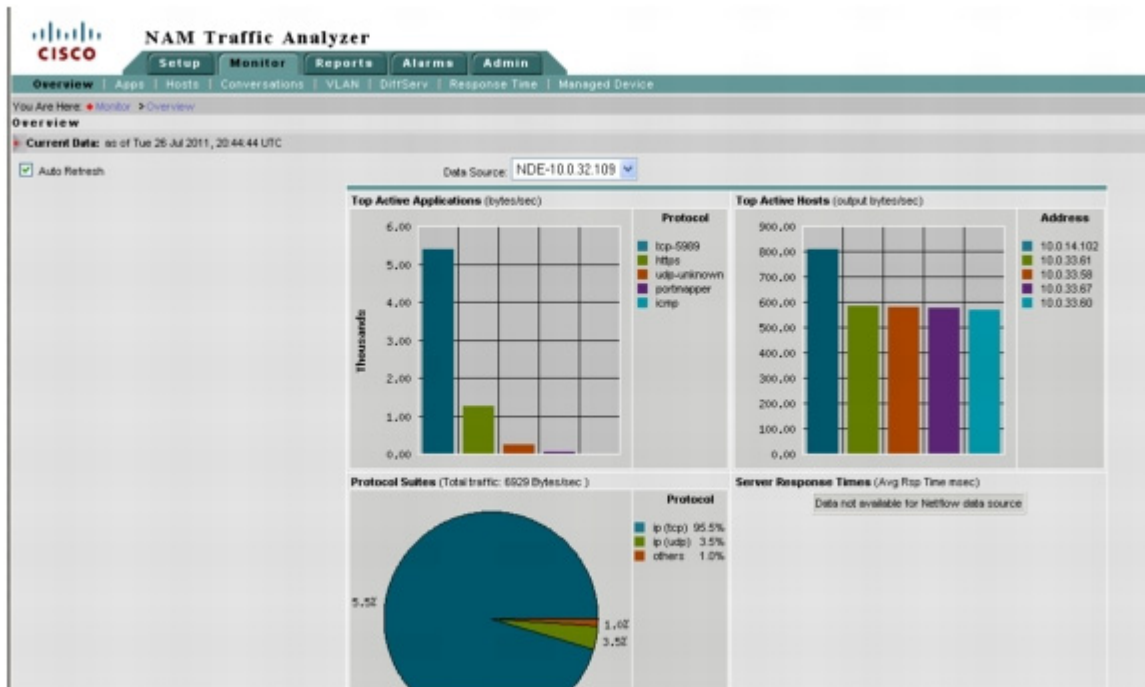 CISCO
NAM Traffic Analyzer
Setup Monitor Reports Alarms Admin
Overview | Apps | Hosts | Conversations | VLAN | DiffServ | Response Time | Managed Device
You Are Here: Monitor > Overview
Overview
Current Data: as of Tue 26 Jul 2011, 20:44:44 UTC
Auto Refresh
Data Source: NDE-10.0.32.109
Top Active Applications (bytes/sec)
6.00
5.00
4.00
3.00
2.00
1.00
0.00
Thousands
Protocol
tcp-5989
https
udp-unknown
portmapper
icmp
Top Active Hosts (output bytes/sec)
900.00
800.00
700.00
600.00
500.00
400.00
300.00
200.00
100.00
0.00
Address
10.0.14.102
10.0.33.61
10.0.33.58
10.0.33.67
10.0.33.60
Protocol Suites (Total traffic: 6929 Bytes/sec )
5.5%
1.0%
3.5%
Protocol
ip (tcp) 95.5%
ip (udp) 3.5%
others 1.0%
Server Response Times (Avg Rsp Time msec)
Data not available for Netflow data source